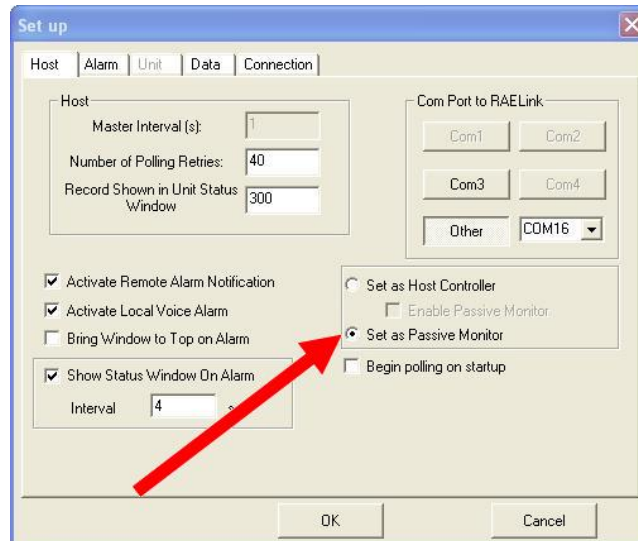 Set up
Host Alarm Unit Data Connection
Host
Master Interval (s): 1
Number of Polling Retries: 40
Record Shown in Unit Status
Window 300
Com Port to RAELink
Com1 Com2
Com3 Com4
Other COM16
Activate Remote Alarm Notification
Activate Local Voice Alarm
Bring Window to Top on Alarm
Show Status Window On Alarm
Interval 4
Set as Host Controller
Enable Passive Monitor
Set as Passive Monitor
Begin polling on startup
OK Cancel